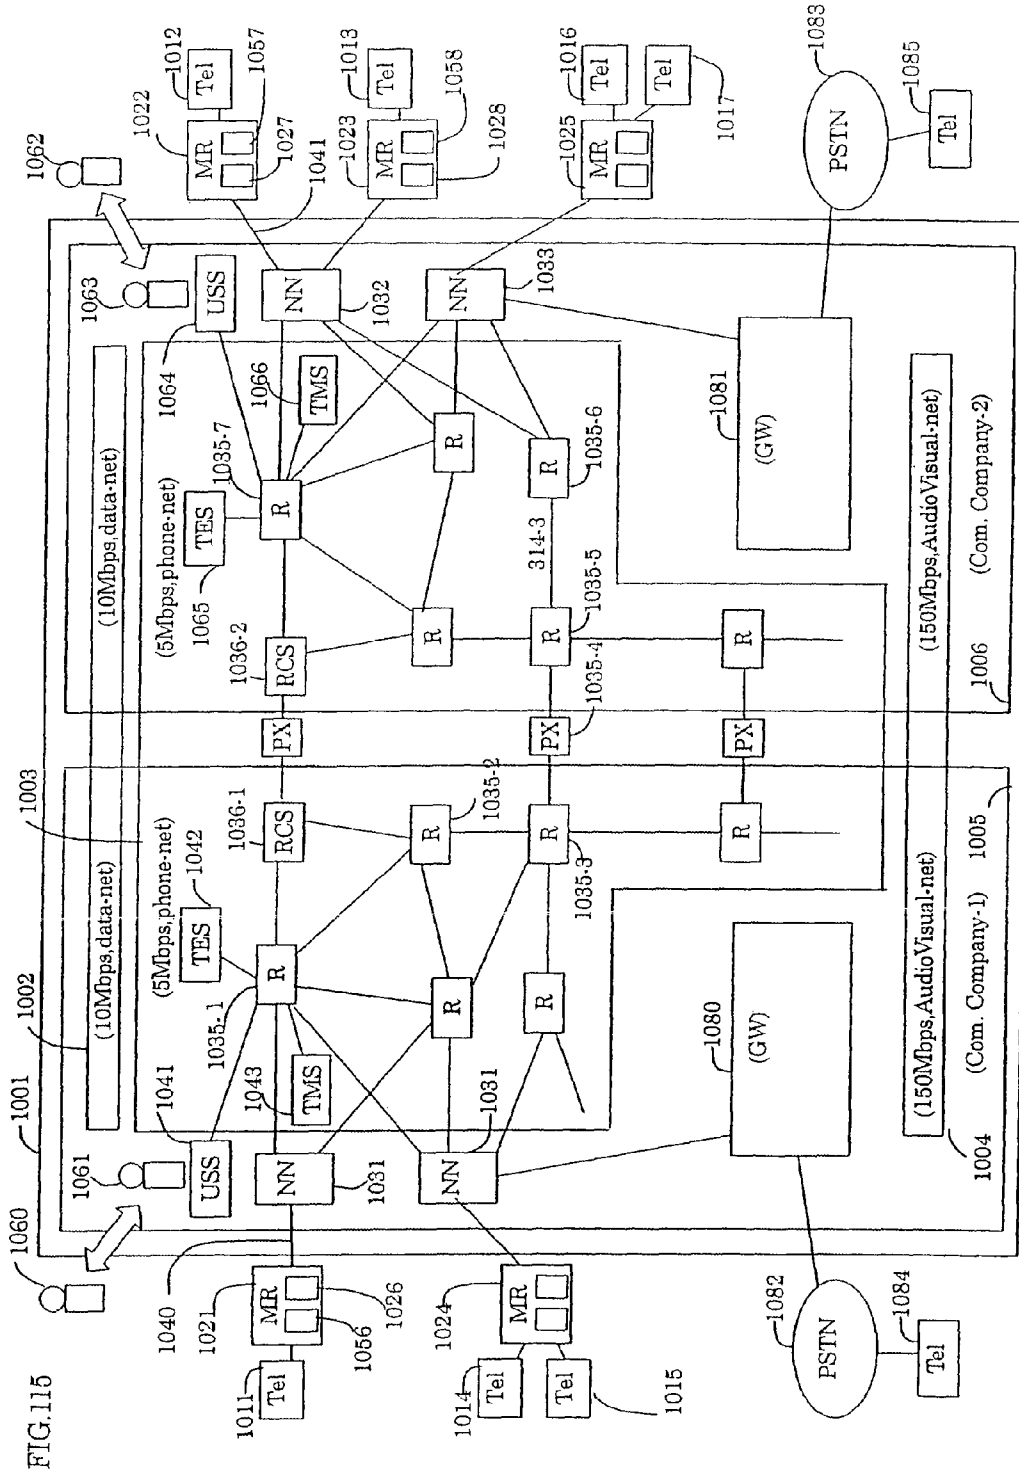 FIG.115
1060
1061
1001
1002
1003
1062
1063
1064
(10Mbps,data-net)
(10Mbps,data-net)
1011
Tel
1021
MR
1056
1026
1040
1041
USS
NN
1031
1043
TMS
1035-1
R
TES
1042
(5Mbps,phone-net)
1036-1
RCS
PX
1036-2
RCS
1065
TES
(5Mbps,phone-net)
1035-7
R
1066
TMS
USS
NN
1032
1041
1022
MR
1027
1057
1012
Tel
1023
MR
1028
1058
1013
Tel
1014
Tel
Tel
1015
1024
MR
NN
1031
R
R
1035-2
R
R
NN
1033
1025
MR
1016
Tel
Tel
1017
R
R
1035-3
PX
1035-4
R
1035-5
314-3
R
1035-6
R
PX
R
1082
PSTN
1084
Tel
1080
(GW)
1081
(GW)
1083
PSTN
1085
Tel
1004
(150Mbps,AudioVisual-net)
(150Mbps,AudioVisual-net)
(Com. Company-1)
1005
1006
(Com. Company-2)